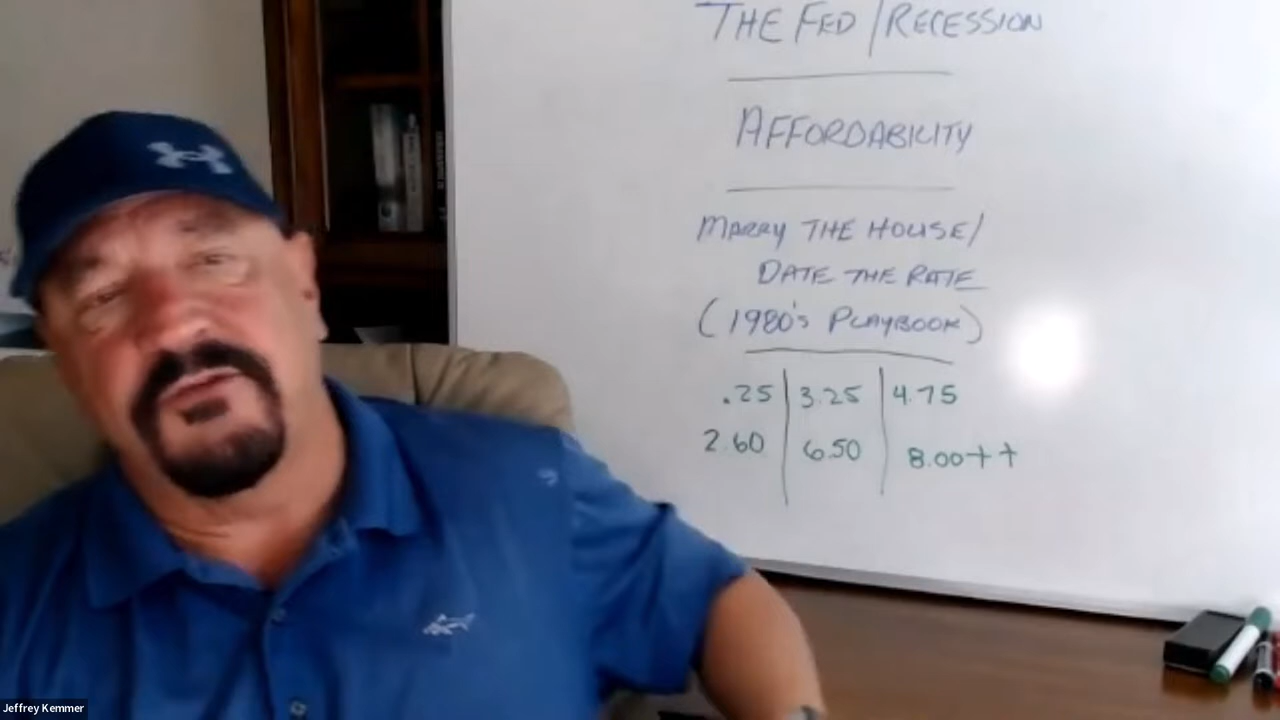 THE FED / RECESSION
AFFORDABILITY
MARRY THE HOUSE /
DATE THE RATE
(1980's PLAYBOOK)
.25 | 3.25 | 4.75
2.60 | 6.50 | 8.00++
Jeffrey Kemmer